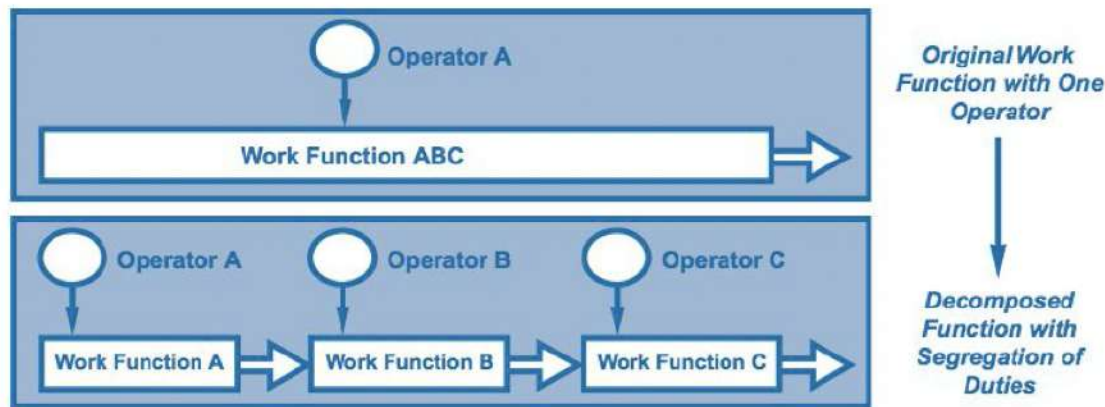 Operator A
Work Function ABC
Original Work
Function with One
Operator
Operator A
Operator B
Operator C
Work Function A
Work Function B
Work Function C
Decomposed
Function with
Segregation of
Duties